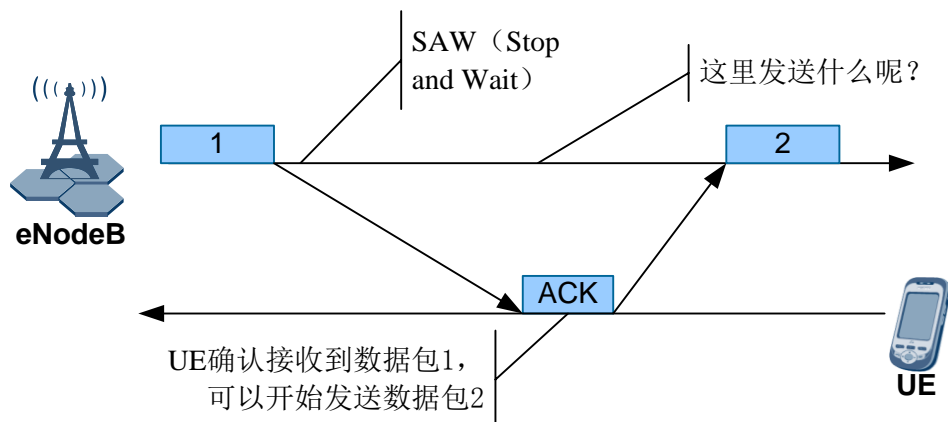 SAW（Stop
and Wait）
这里发送什么呢？
1
2
eNodeB
ACK
UE确认接收到数据包1，
可以开始发送数据包2
UE